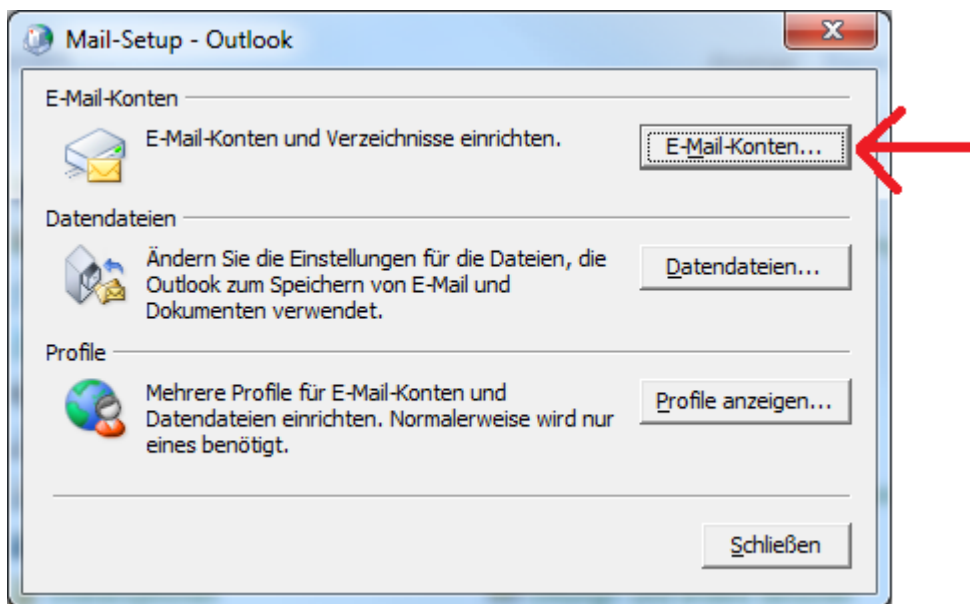 Mail-Setup - Outlook
E-Mail-Konten
E-Mail-Konten und Verzeichnisse einrichten.
E-Mail-Konten...
Datendateien
Ändern Sie die Einstellungen für die Dateien, die
Outlook zum Speichern von E-Mail und
Dokumenten verwendet.
Datendateien...
Profile
Mehrere Profile für E-Mail-Konten und
Datendateien einrichten. Normalerweise wird nur
eines benötigt.
Profile anzeigen...
Schließen